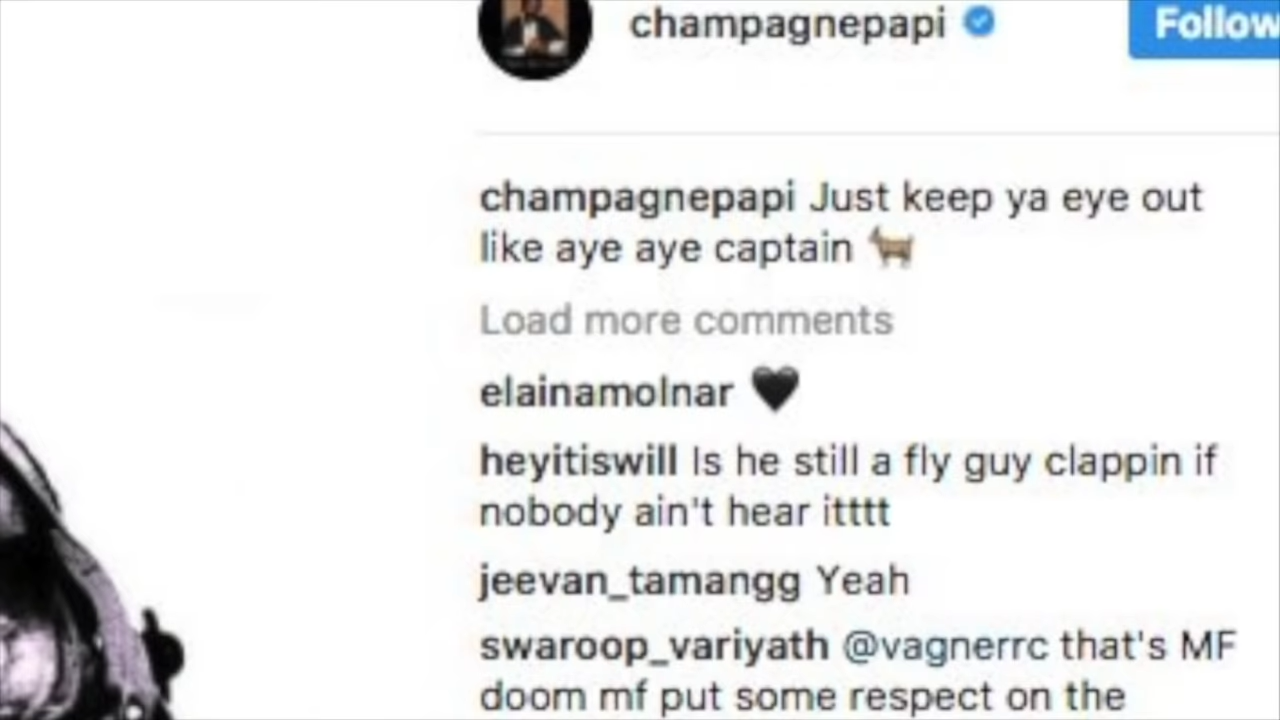 champagnepapi
Follow
champagnepapi Just keep ya eye out
like aye aye captain 🐐
Load more comments
elainamolnar 🖤
heyitiswill Is he still a fly guy clappin if
nobody ain't hear itttt
jeevan_tamangg Yeah
swaroop_variyath @vagnerrc that's MF
doom mf put some respect on the